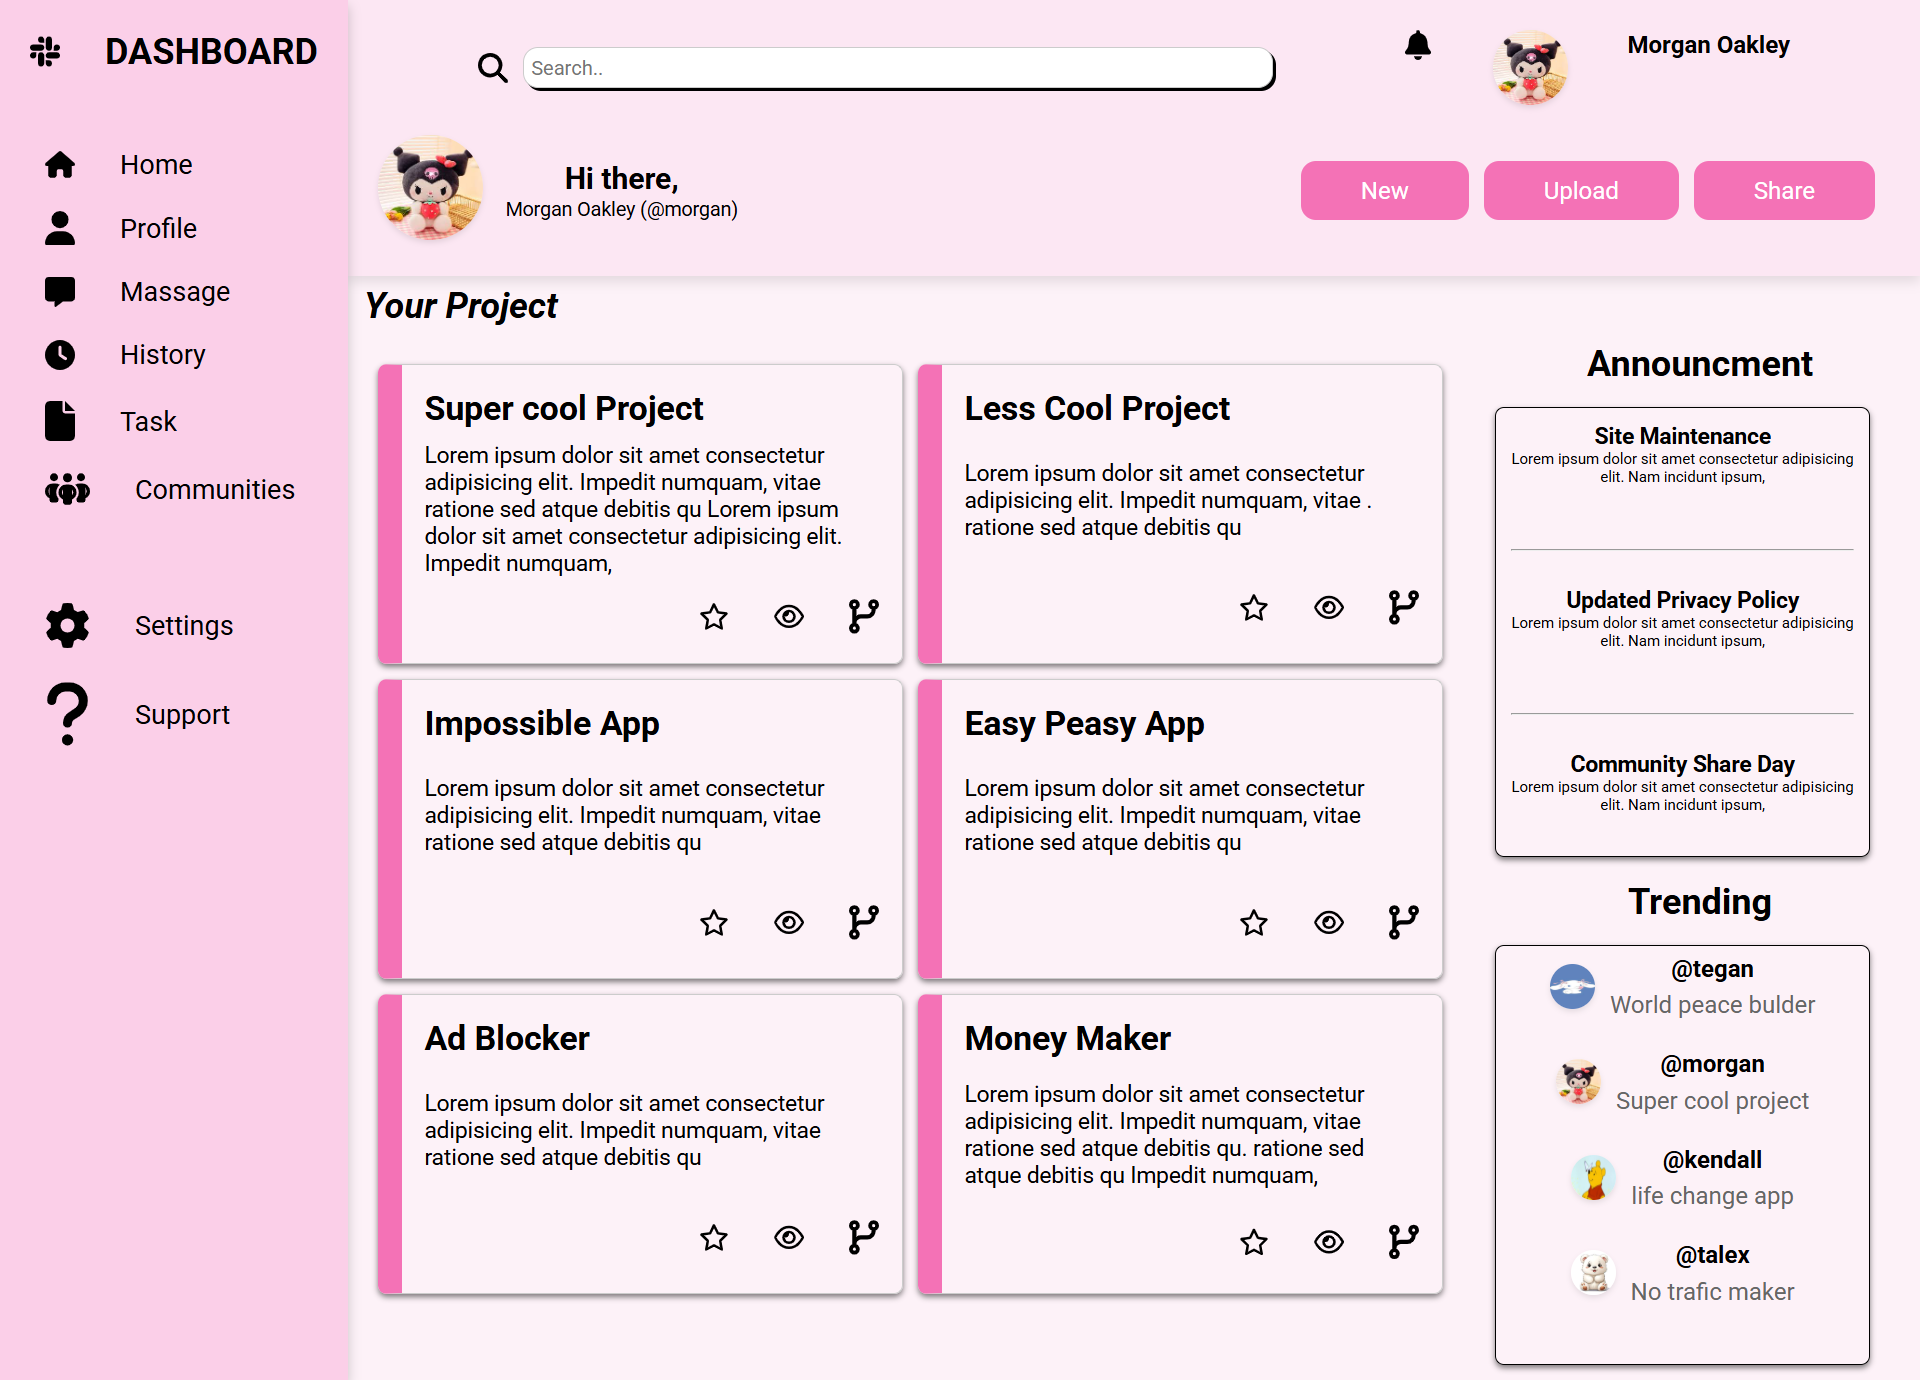 DASHBOARD
Home
Profile
Massage
History
Task
Communities
Settings
Support
Search..
Morgan Oakley
Hi there,
Morgan Oakley (@morgan)
New
Upload
Share
Your Project
Super cool Project
Lorem ipsum dolor sit amet consectetur
adipisicing elit. Impedit numquam, vitae
ratione sed atque debitis qu Lorem ipsum
dolor sit amet consectetur adipisicing elit.
Impedit numquam,
Less Cool Project
Lorem ipsum dolor sit amet consectetur
adipisicing elit. Impedit numquam, vitae .
ratione sed atque debitis qu
Impossible App
Lorem ipsum dolor sit amet consectetur
adipisicing elit. Impedit numquam, vitae
ratione sed atque debitis qu
Easy Peasy App
Lorem ipsum dolor sit amet consectetur
adipisicing elit. Impedit numquam, vitae
ratione sed atque debitis qu
Ad Blocker
Lorem ipsum dolor sit amet consectetur
adipisicing elit. Impedit numquam, vitae
ratione sed atque debitis qu
Money Maker
Lorem ipsum dolor sit amet consectetur
adipisicing elit. Impedit numquam, vitae
ratione sed atque debitis qu. ratione sed
atque debitis qu Impedit numquam,
Announcment
Site Maintenance
Lorem ipsum dolor sit amet consectetur adipisicing
elit. Nam incidunt ipsum,
Updated Privacy Policy
Lorem ipsum dolor sit amet consectetur adipisicing
elit. Nam incidunt ipsum,
Community Share Day
Lorem ipsum dolor sit amet consectetur adipisicing
elit. Nam incidunt ipsum,
Trending
@tegan
World peace bulder
@morgan
Super cool project
@kendall
life change app
@talex
No trafic maker